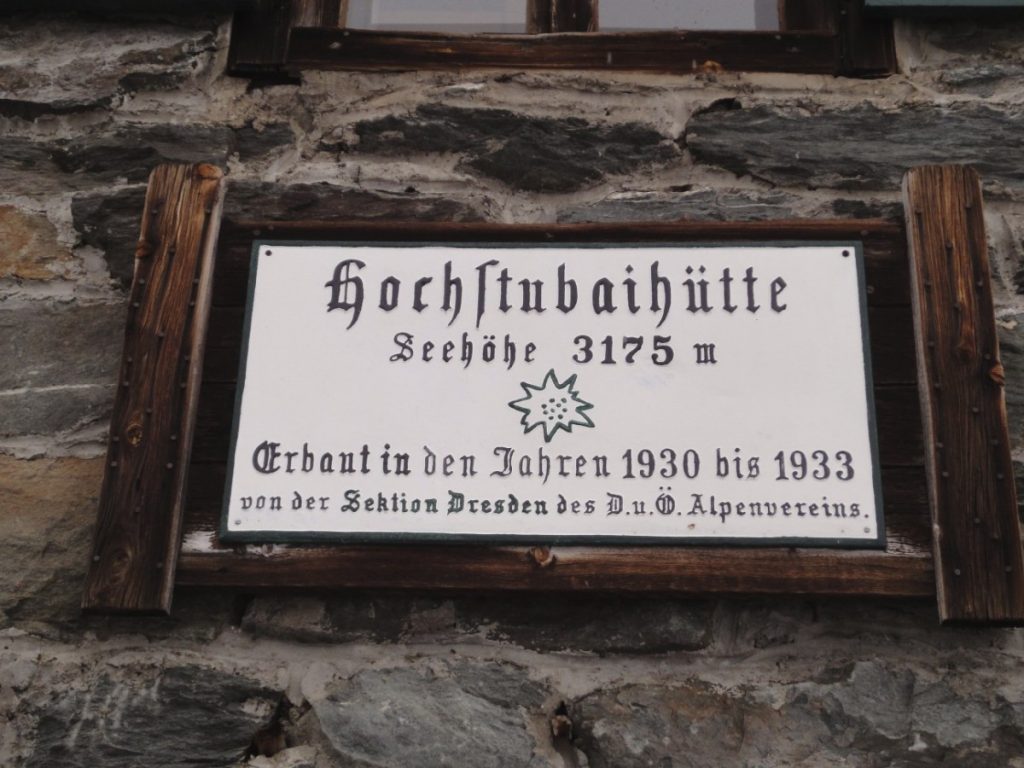 Hochſtubaihütte
Seehöhe 3175 m
Erbaut in den Jahren 1930 bis 1933
von der Sektion Dresden des D.u.Ö. Alpenvereins.